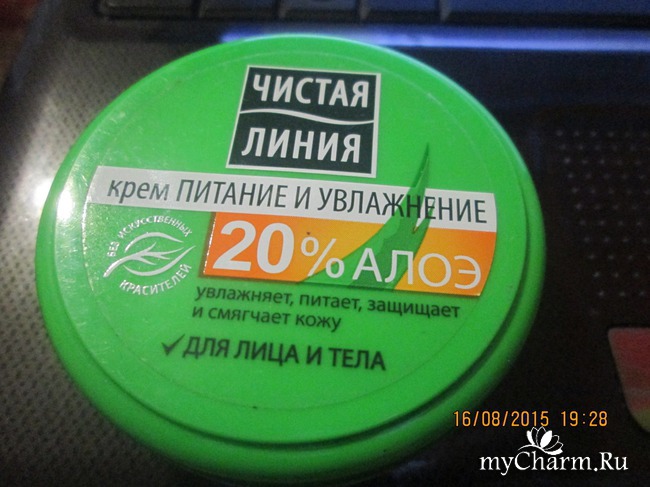 ЧИСТАЯ
ЛИНИЯ
крем ПИТАНИЕ И УВЛАЖНЕНИЕ
БЕЗ ИСКУССТВЕННЫХ
КРАСИТЕЛЕЙ
20% АЛОЭ
увлажняет, питает, защищает
и смягчает кожу
✓ ДЛЯ ЛИЦА И ТЕЛА
16/08/2015 19:28
myCharm.Ru